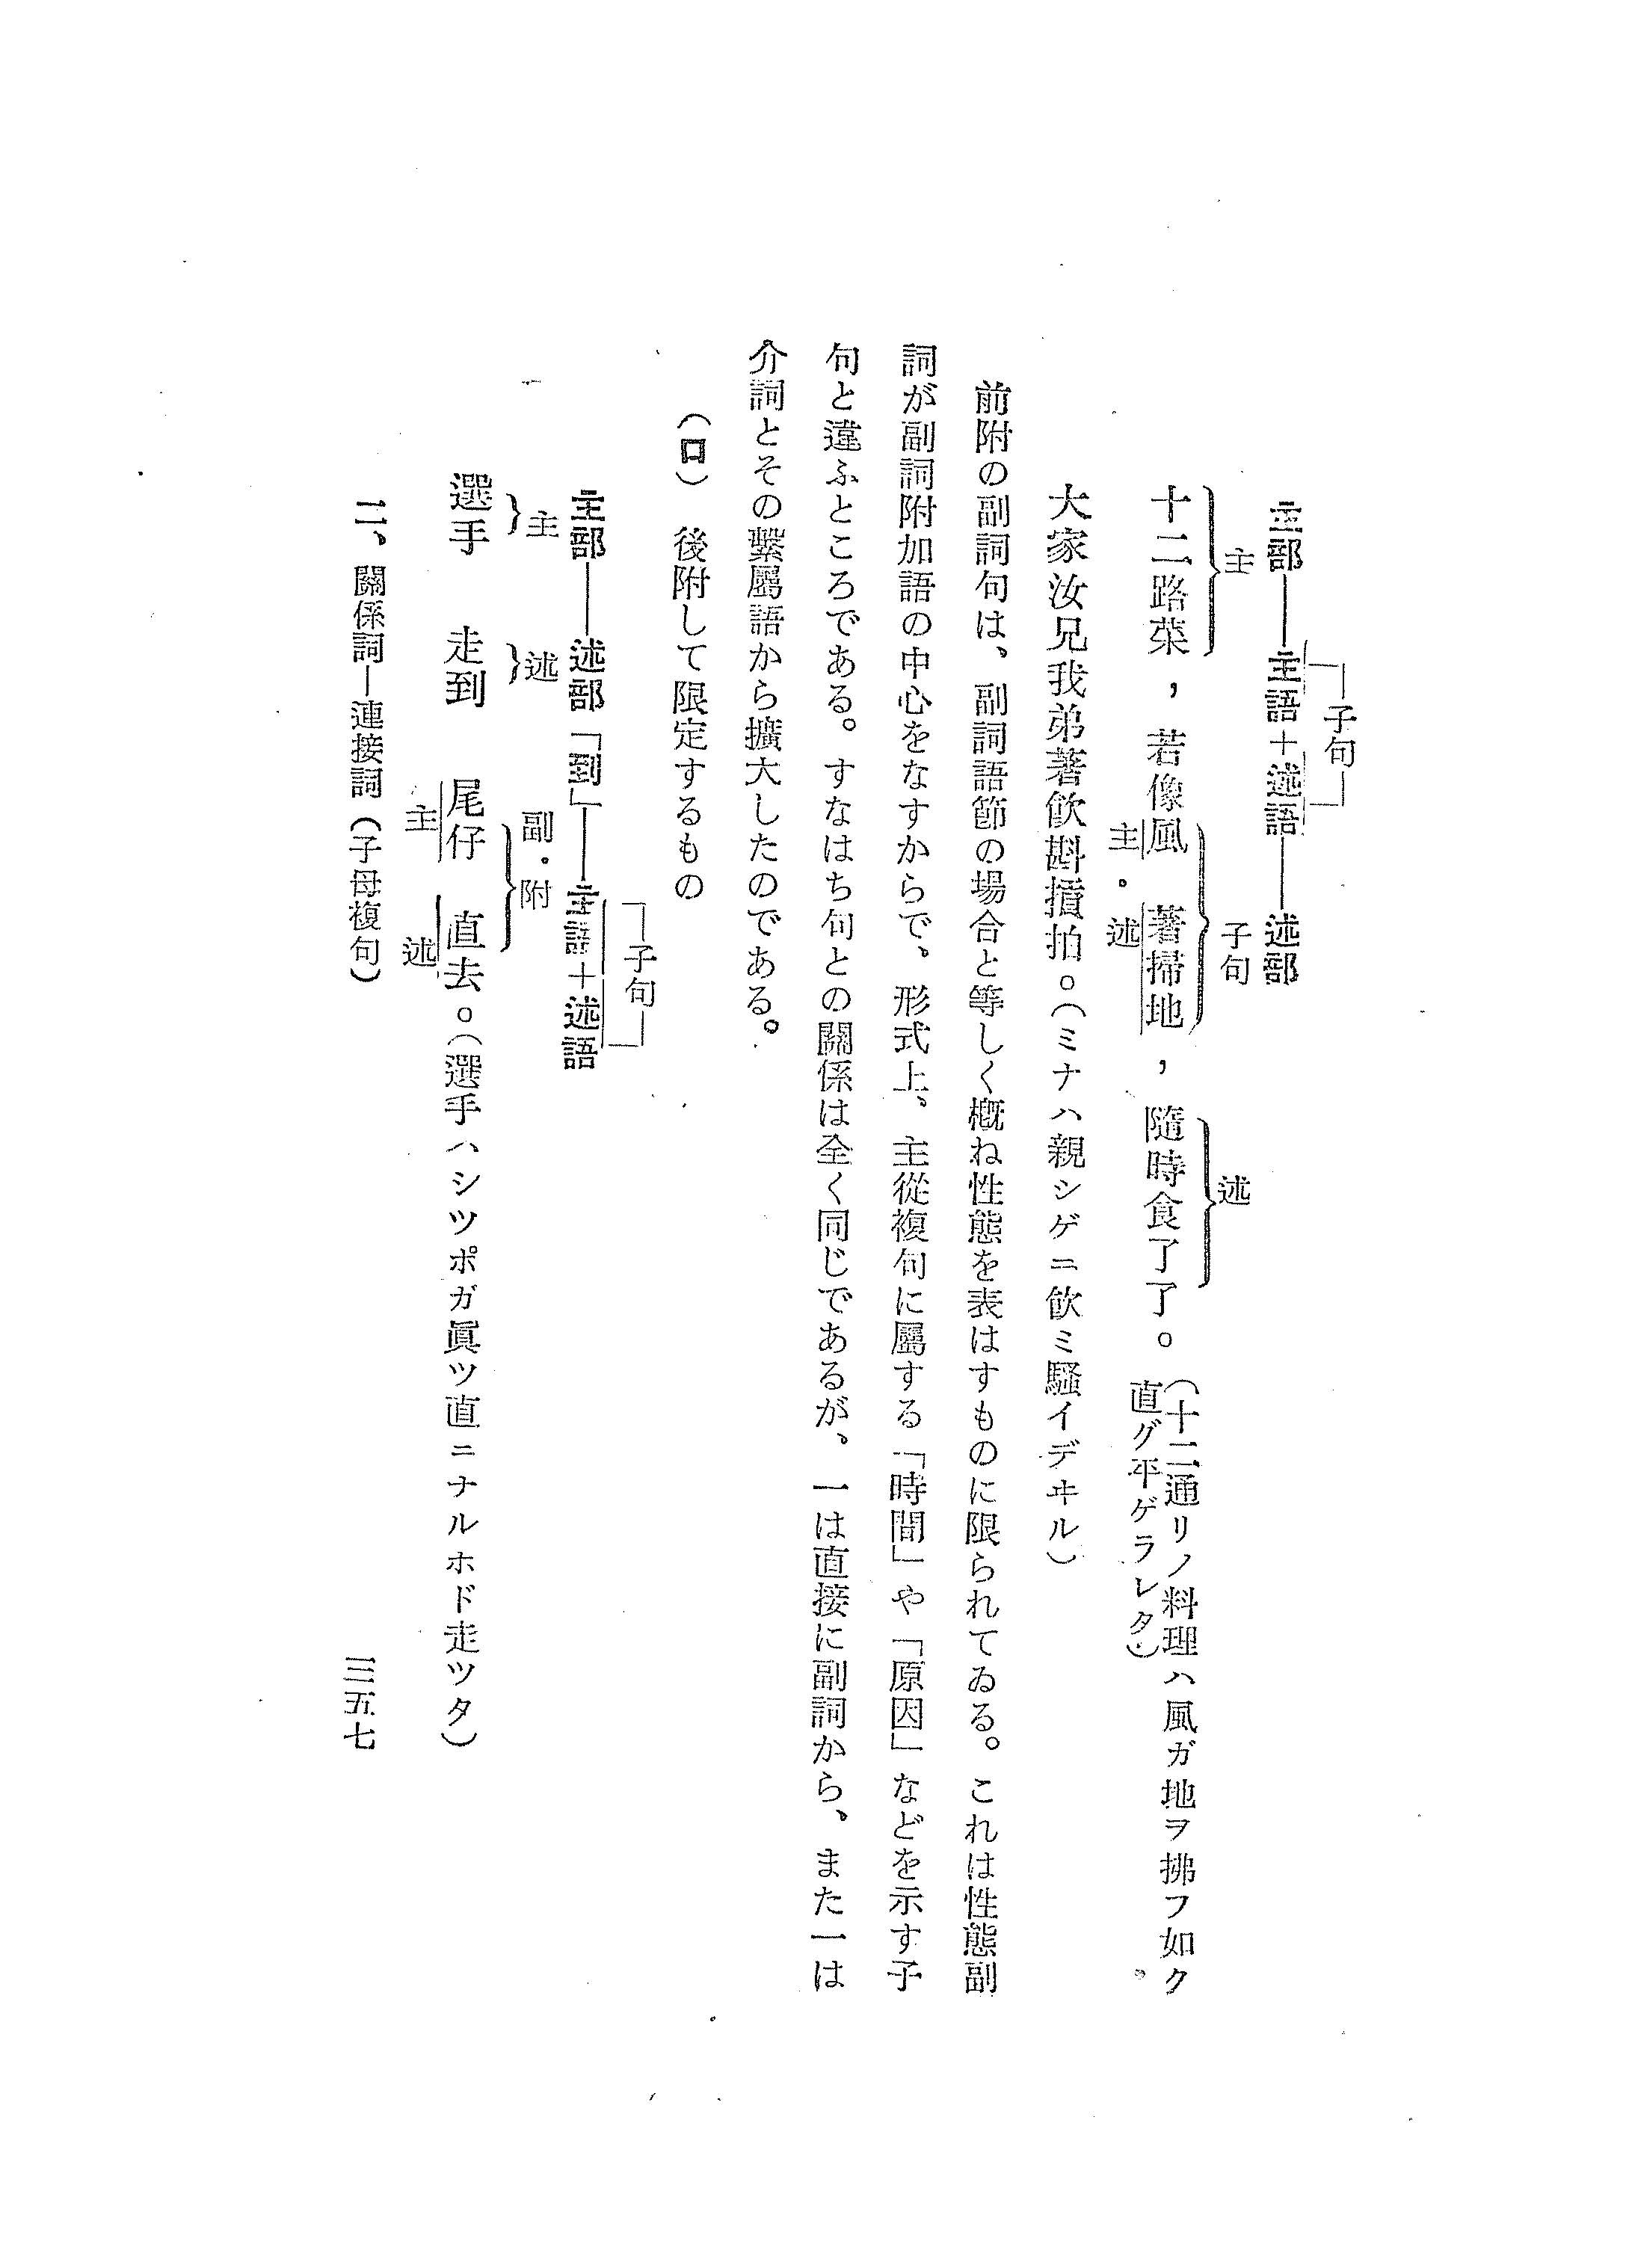 子句
主部──主語＋述語──述部
主　子句　述
十二路菜，若像風　著掃地，隨時食了了。（十二通リノ料理ハ風ガ地ヲ拂フ如ク
直グ平ゲラレタ）
主・述
大家汝兄我弟著飮斟摜拍。（ミナハ親シゲニ飮ミ騷イデヰル）
前附の副詞句は、副詞語節の場合と等しく概ね性態を表はすものに限られてゐる。これは性態副
詞が副詞附加語の中心をなすからで、形式上、主從複句に屬する「時間」や「原因」などを示す子
句と違ふところである。すなはち句との關係は全く同じであるが、一は直接に副詞から、また一は
介詞とその繫屬語から擴大したのである。
（ロ）　後附して限定するもの
子句
主部──述部「到」──主語＋述語
主　述　副・附
選手　走到　尾仔　直去。（選手ハシツポガ眞ツ直ニナルホド走ツタ）
主　述
二、關係詞─連接詞（子母複句）
三五七